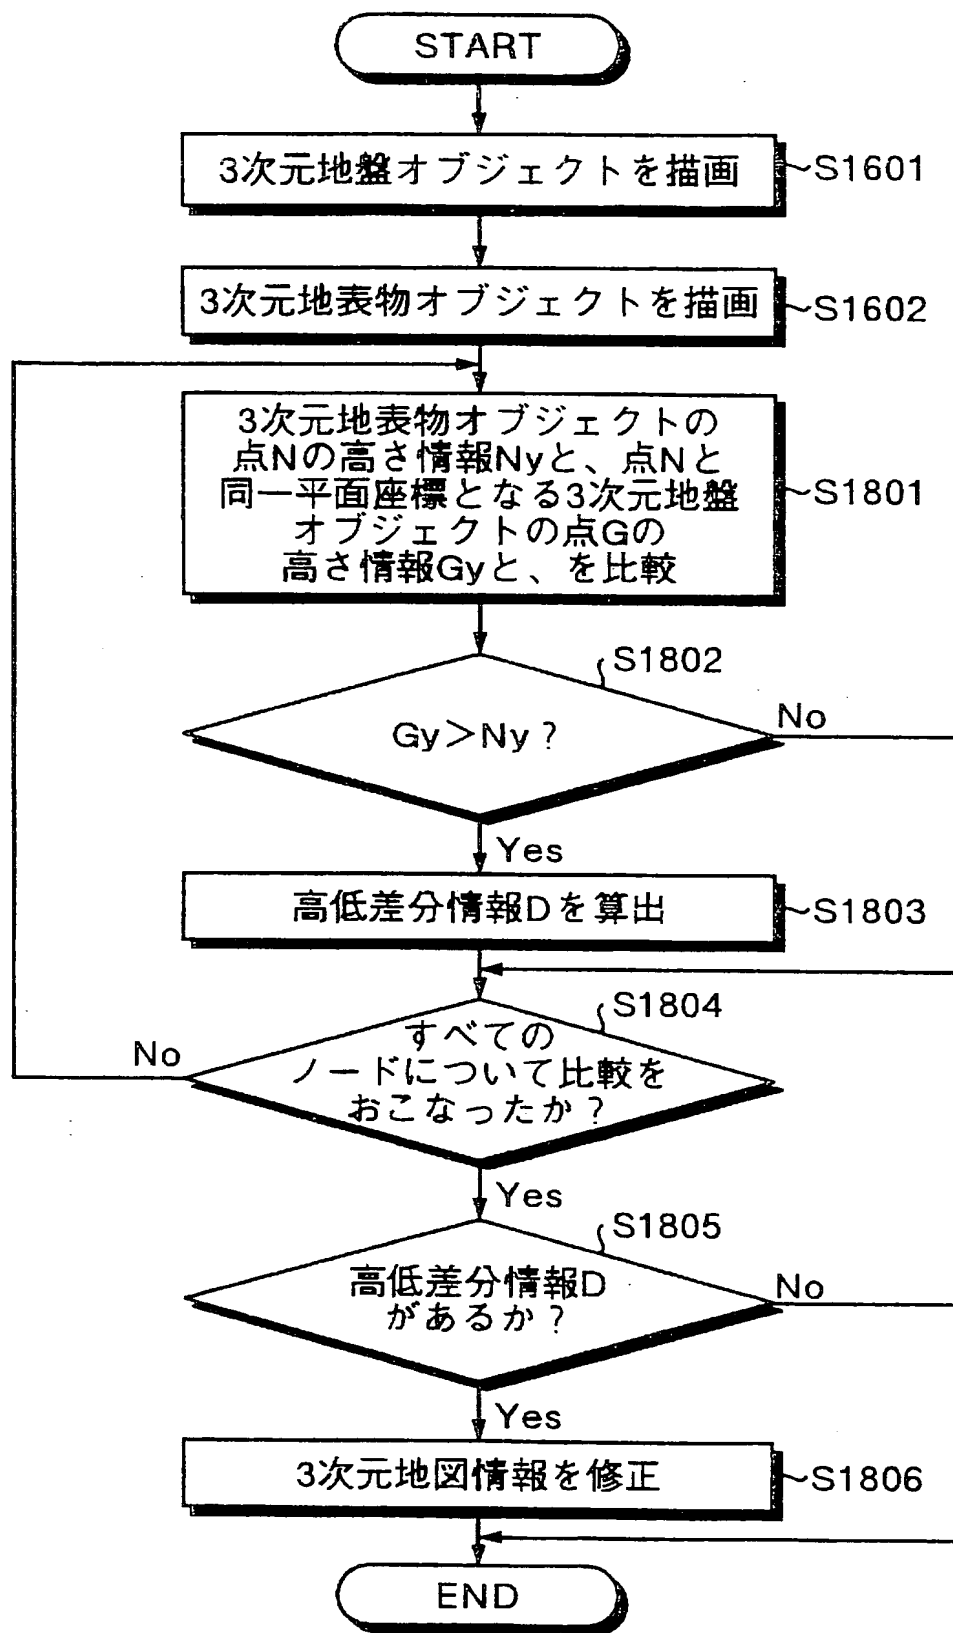 START
3次元地盤オブジェクトを描画
S1601
3次元地表物オブジェクトを描画
S1602
3次元地表物オブジェクトの
点Nの高さ情報Nyと、点Nと
同一平面座標となる3次元地盤
オブジェクトの点Gの
高さ情報Gyと、を比較
S1801
S1802
Gy>Ny?
No
Yes
高低差分情報Dを算出
S1803
S1804
すべての
ノードについて比較を
おこなったか?
No
Yes
S1805
高低差分情報D
があるか?
No
Yes
3次元地図情報を修正
S1806
END